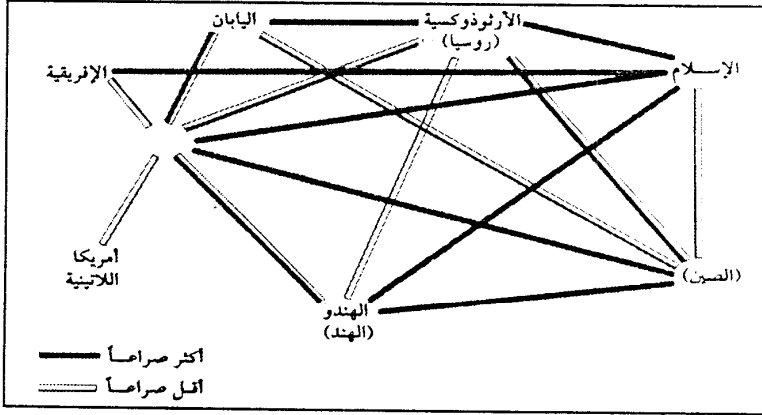 اليابان
الأرثوذوكسية
(روسيا)
الإسلام
الإفريقية
أمريكا
اللاتينية
(الصين)
الهندو
(الهند)
أكثر صراعاً
أقل صراعاً